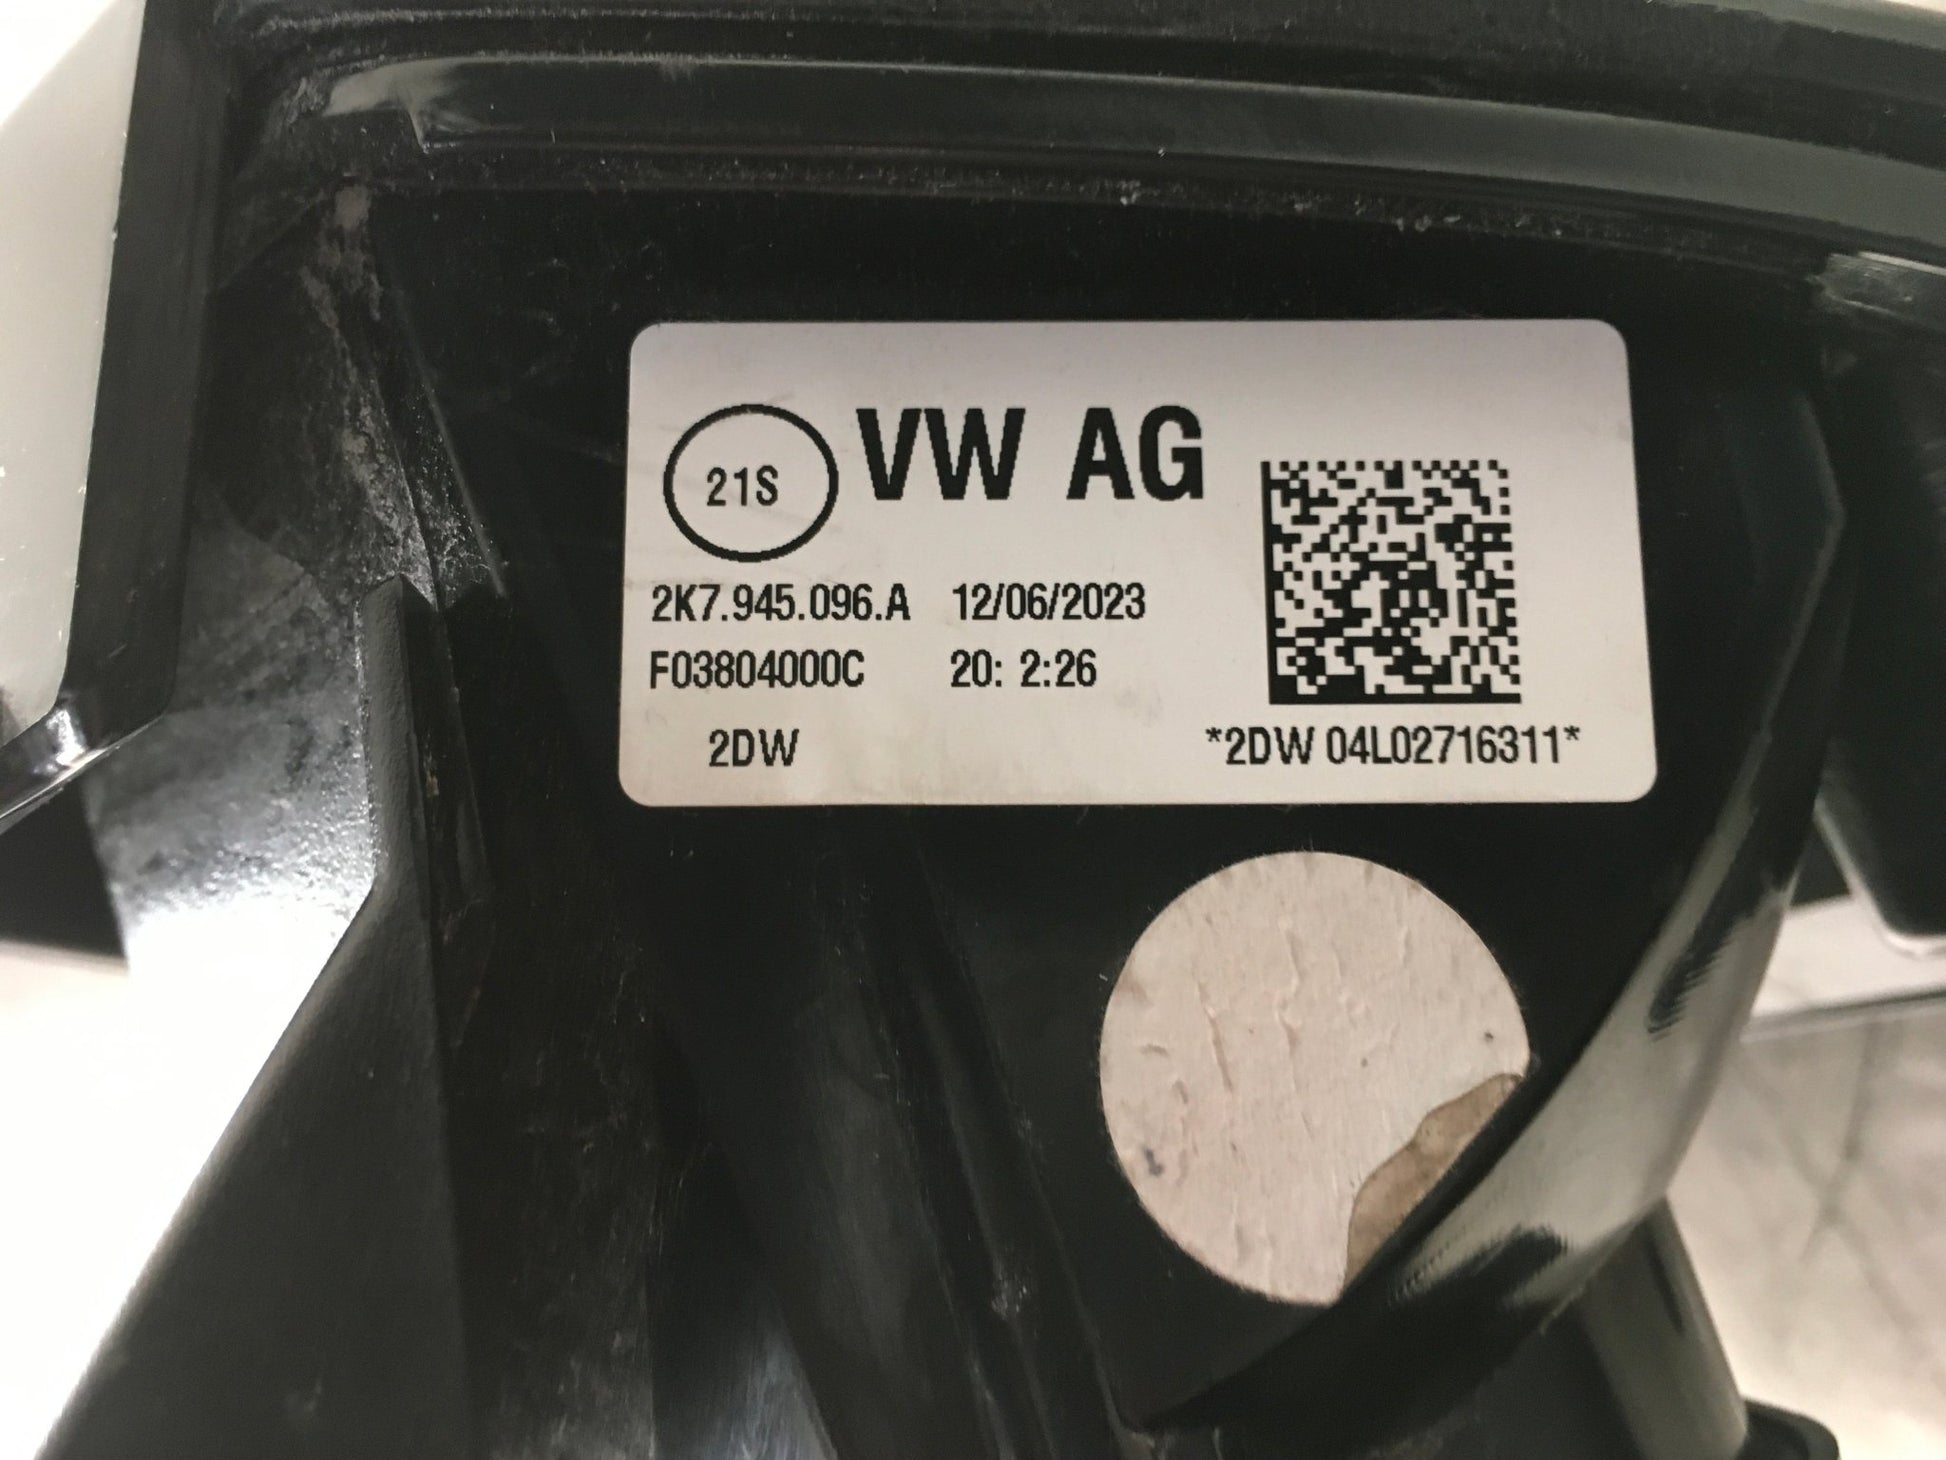 21S VW AG
2K7.945.096.A 12/06/2023
F03804000C 20: 2:26
2DW *2DW 04L02716311*